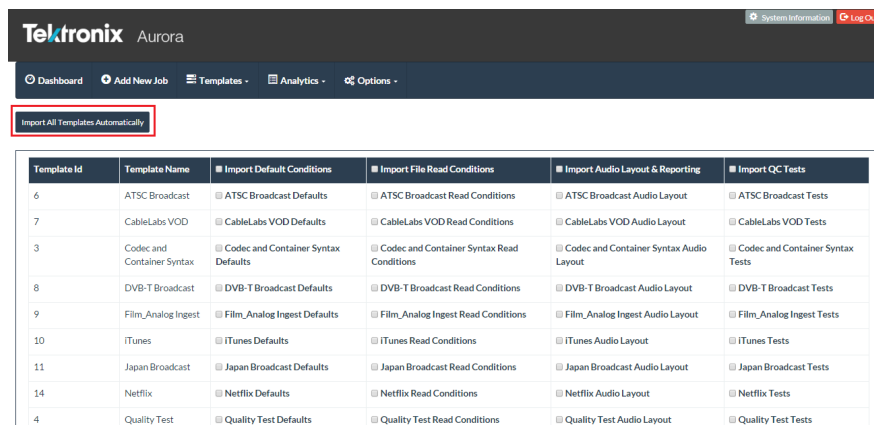 System Information Log Ou
Tektronix Aurora
Dashboard Add New Job Templates Analytics Options
Import All Templates Automatically
Template Id Template Name Import Default Conditions Import File Read Conditions Import Audio Layout & Reporting Import QC Tests
6 ATSC Broadcast ATSC Broadcast Defaults ATSC Broadcast Read Conditions ATSC Broadcast Audio Layout ATSC Broadcast Tests
7 CableLabs VOD CableLabs VOD Defaults CableLabs VOD Read Conditions CableLabs VOD Audio Layout CableLabs VOD Tests
3 Codec and Codec and Container Syntax Codec and Container Syntax Read Codec and Container Syntax Audio Codec and Container Syntax
Container Syntax Defaults Conditions Layout Tests
8 DVB-T Broadcast DVB-T Broadcast Defaults DVB-T Broadcast Read Conditions DVB-T Broadcast Audio Layout DVB-T Broadcast Tests
9 Film_Analog Ingest Film_Analog Ingest Defaults Film_Analog Ingest Read Conditions Film_Analog Ingest Audio Layout Film_Analog Ingest Tests
10 iTunes iTunes Defaults iTunes Read Conditions iTunes Audio Layout iTunes Tests
11 Japan Broadcast Japan Broadcast Defaults Japan Broadcast Read Conditions Japan Broadcast Audio Layout Japan Broadcast Tests
14 Netflix Netflix Defaults Netflix Read Conditions Netflix Audio Layout Netflix Tests
4 Quality Test Quality Test Defaults Quality Test Read Conditions Quality Test Audio Layout Quality Test Tests